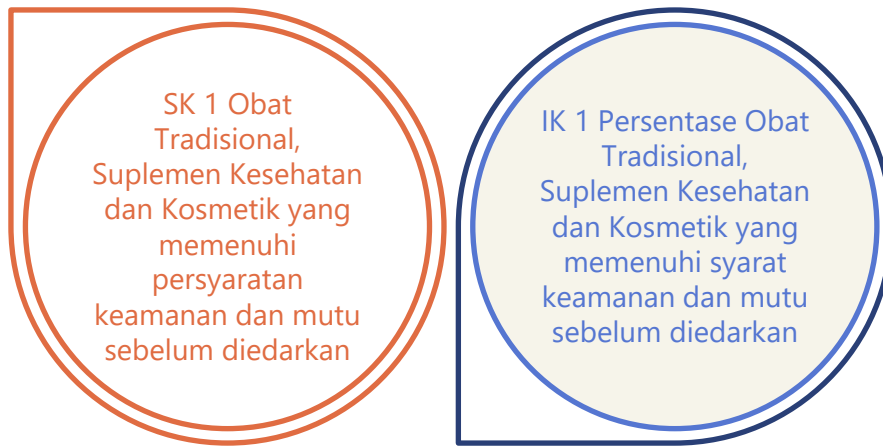 SK 1 Obat
Tradisional,
Suplemen Kesehatan
dan Kosmetik yang
memenuhi
persyaratan
keamanan dan mutu
sebelum diedarkan
IK 1 Persentase Obat
Tradisional,
Suplemen Kesehatan
dan Kosmetik yang
memenuhi syarat
keamanan dan mutu
sebelum diedarkan